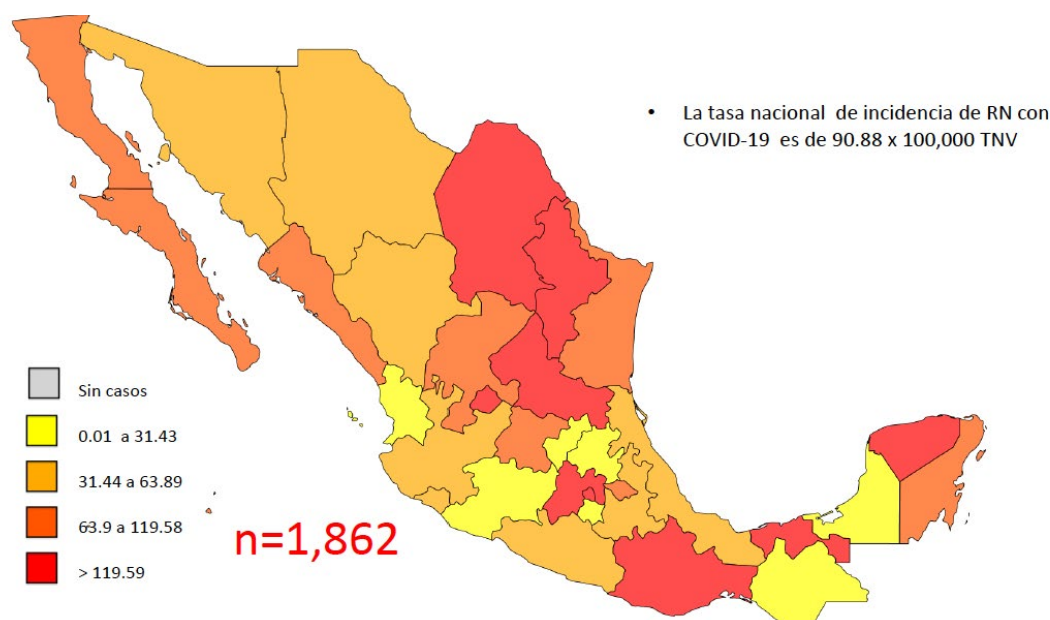 • La tasa nacional de incidencia de RN con
COVID-19 es de 90.88 x 100,000 TNV
Sin casos
0.01 a 31.43
31.44 a 63.89
63.9 a 119.58
> 119.59
n=1,862